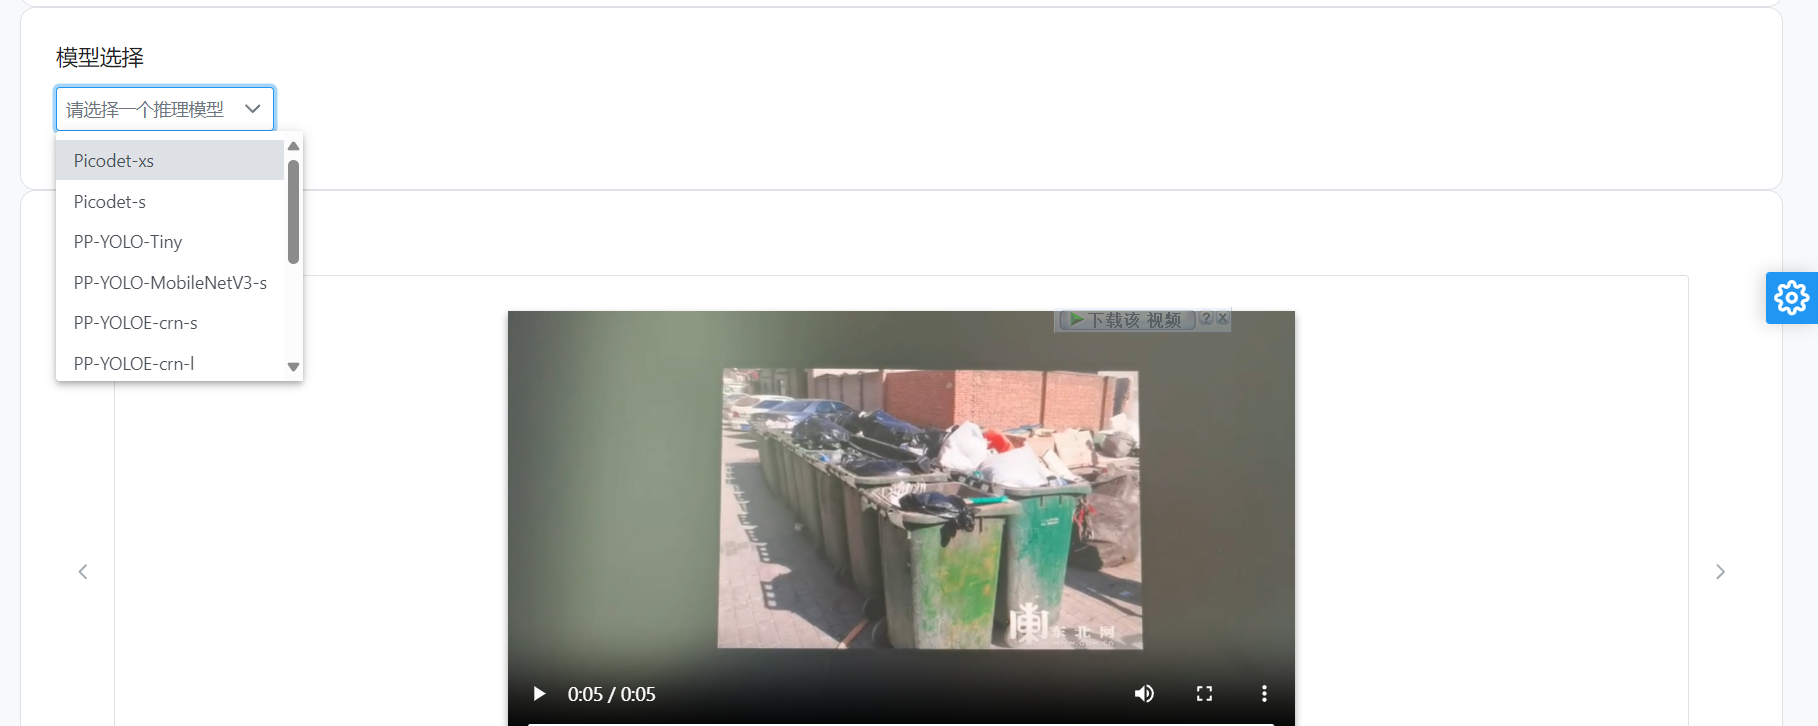 模型选择
请选择一个推理模型
Picodet-xs
Picodet-s
PP-YOLO-Tiny
PP-YOLO-MobileNetV3-s
PP-YOLOE-crn-s
PP-YOLOE-crn-l
下载该 视频 ? X
东北网
0:05 / 0:05